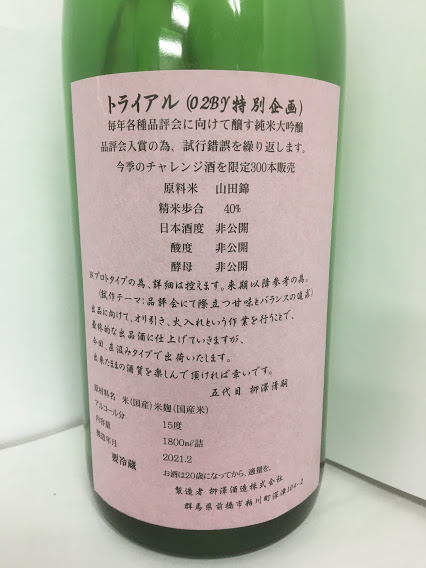 トライアル(02BY特別企画)
毎年各種品評会に向けて醸す純米大吟醸
品評会入賞の為、試行錯誤を繰り返します。
今季のチャレンジ酒を限定300本販売
原料米 山田錦
精米歩合 40%
日本酒度 非公開
酸度 非公開
酵母 非公開
※プロトタイプの為、詳細は控えます。来期以降参考の為。
(試作テーマ:品評会にて際立つ甘味とバランスの追求)
出品に向けて、オリ引き、火入れという作業を行うことで、
最終的な出品酒に仕上げていきますが、
今回、直汲みタイプで出荷いたします。
出来たままの酒質を楽しんで頂ければ幸いです。
五代目 柳澤清嗣
原材料名 米(国産)米麹(国産米)
アルコール分 15度
内容量 1800mℓ詰
製造年月 2021.2
要冷蔵
お酒は20歳になってから、適量を。
製造者 柳澤酒造株式会社
群馬県前橋市粕川町深津104-2